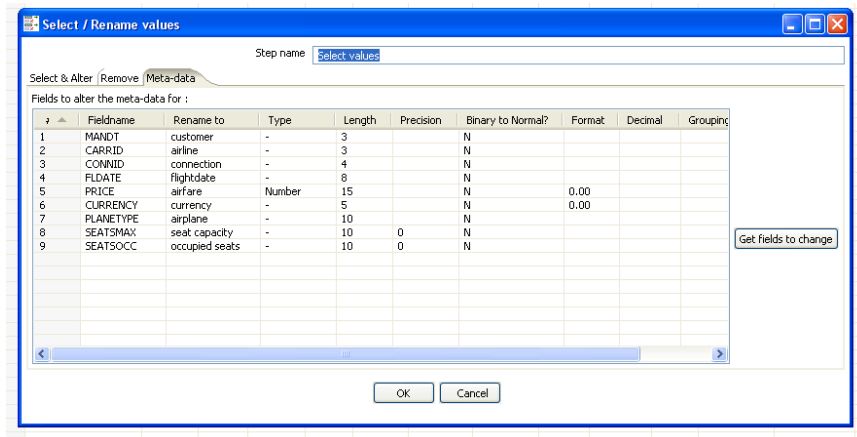 Select / Rename values
Step name Select values
Select & Alter Remove Meta-data
Fields to alter the meta-data for :
# Fieldname Rename to Type Length Precision Binary to Normal? Format Decimal Grouping
1 MANDT customer - 3 N
2 CARRID airline - 3 N
3 CONNID connection - 4 N
4 FLDATE flightdate - 8 N
5 PRICE airfare Number 15 N 0.00
6 CURRENCY currency - 5 N 0.00
7 PLANETYPE airplane - 10 N
8 SEATSMAX seat capacity - 10 0 N
9 SEATSOCC occupied seats - 10 0 N
Get fields to change
OK Cancel